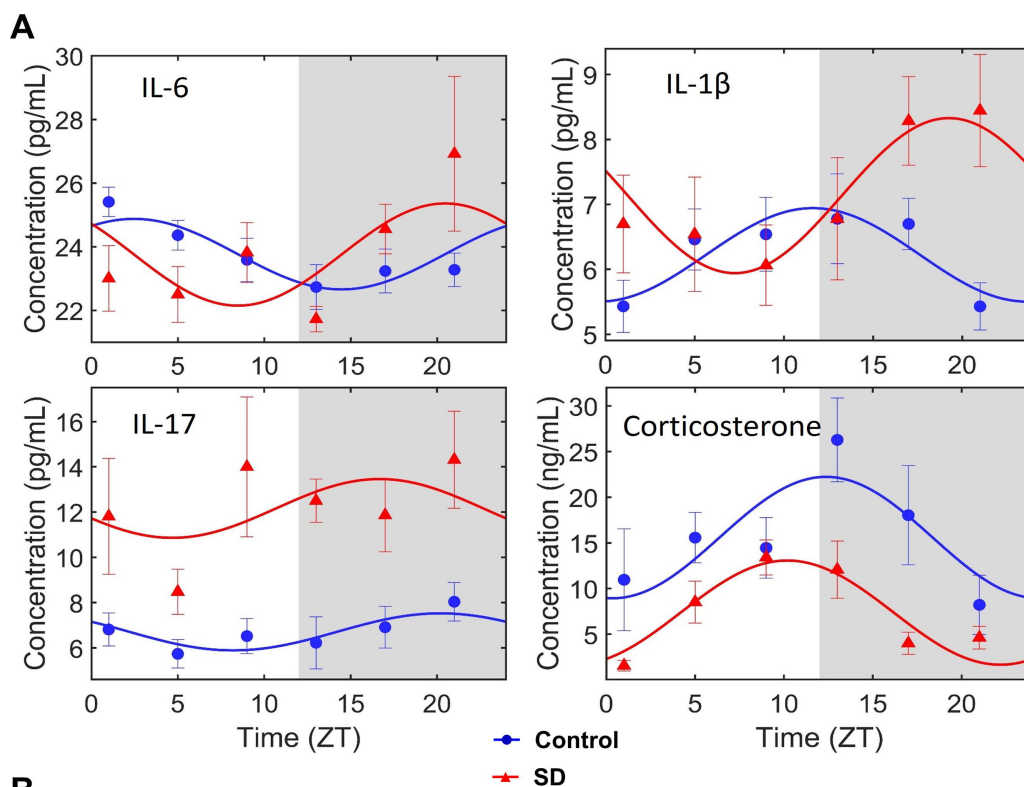 A
IL-6
Concentration (pg/mL)
30
28
26
24
22
0 5 10 15 20
IL-1β
Concentration (pg/mL)
9
8
7
6
5
0 5 10 15 20
IL-17
Concentration (pg/mL)
16
14
12
10
8
6
0 5 10 15 20
Time (ZT)
Corticosterone
Concentration (ng/mL)
30
25
20
15
10
5
0 5 10 15 20
Time (ZT)
Control
SD
B